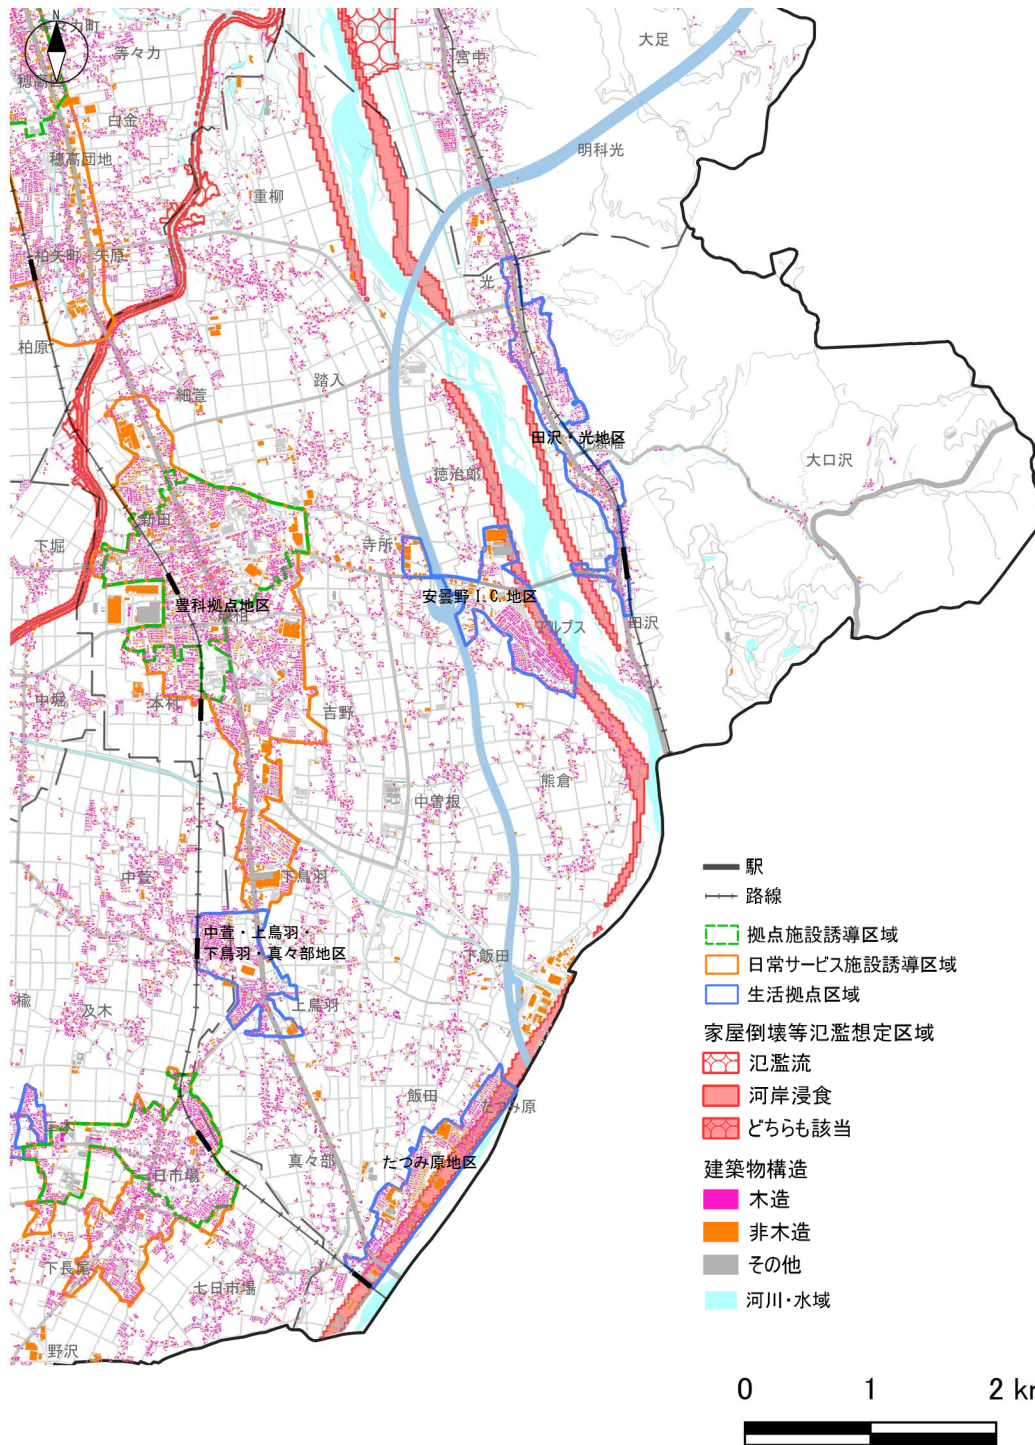 N
等々力町
等々力
宮中
大足
穂高
白金
穂高団地
明科光
重柳
柏矢町
矢原
光
柏原
踏入
細萱
田沢・光地区
大口沢
徳治郎
新田
下堀
寺所
安曇野I.C.地区
豊科拠点地区
アルプス
田沢
中堀
本村
吉野
熊倉
中曽根
中萱
下鳥羽
中萱・上鳥羽・
下鳥羽・真々部地区
下飯田
楡
及木
上鳥羽
飯田
たつみ原
二木
真々部
たつみ原地区
日市場
下長尾
七日市場
野沢
駅
路線
拠点施設誘導区域
日常サービス施設誘導区域
生活拠点区域
家屋倒壊等氾濫想定区域
氾濫流
河岸浸食
どちらも該当
建築物構造
木造
非木造
その他
河川・水域
0 1 2 km